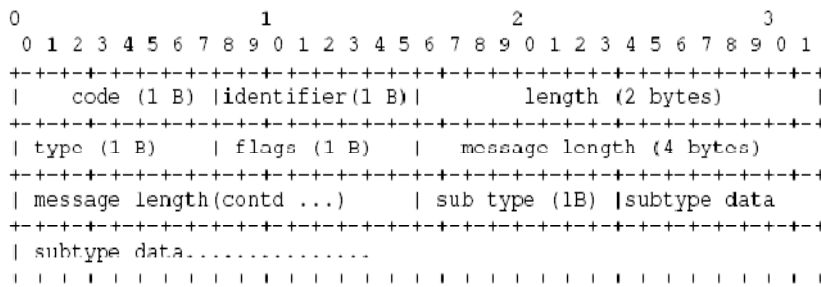 0 1 2 3
0 1 2 3 4 5 6 7 8 9 0 1 2 3 4 5 6 7 8 9 0 1 2 3 4 5 6 7 8 9 0 1
+-+-+-+-+-+-+-+-+-+-+-+-+-+-+-+-+-+-+-+-+-+-+-+-+-+-+-+-+-+-+-+-+
| code (1 B) |identifier(1 B)| length (2 bytes) |
+-+-+-+-+-+-+-+-+-+-+-+-+-+-+-+-+-+-+-+-+-+-+-+-+-+-+-+-+-+-+-+-+
| type (1 B) | flags (1 B) | message length (4 bytes)
+-+-+-+-+-+-+-+-+-+-+-+-+-+-+-+-+-+-+-+-+-+-+-+-+-+-+-+-+-+-+-+-+
| message length(contd ...) | sub type (1B) |subtype data
+-+-+-+-+-+-+-+-+-+-+-+-+-+-+-+-+-+-+-+-+-+-+-+-+-+-+-+-+-+-+-+-+
| subtype data...............